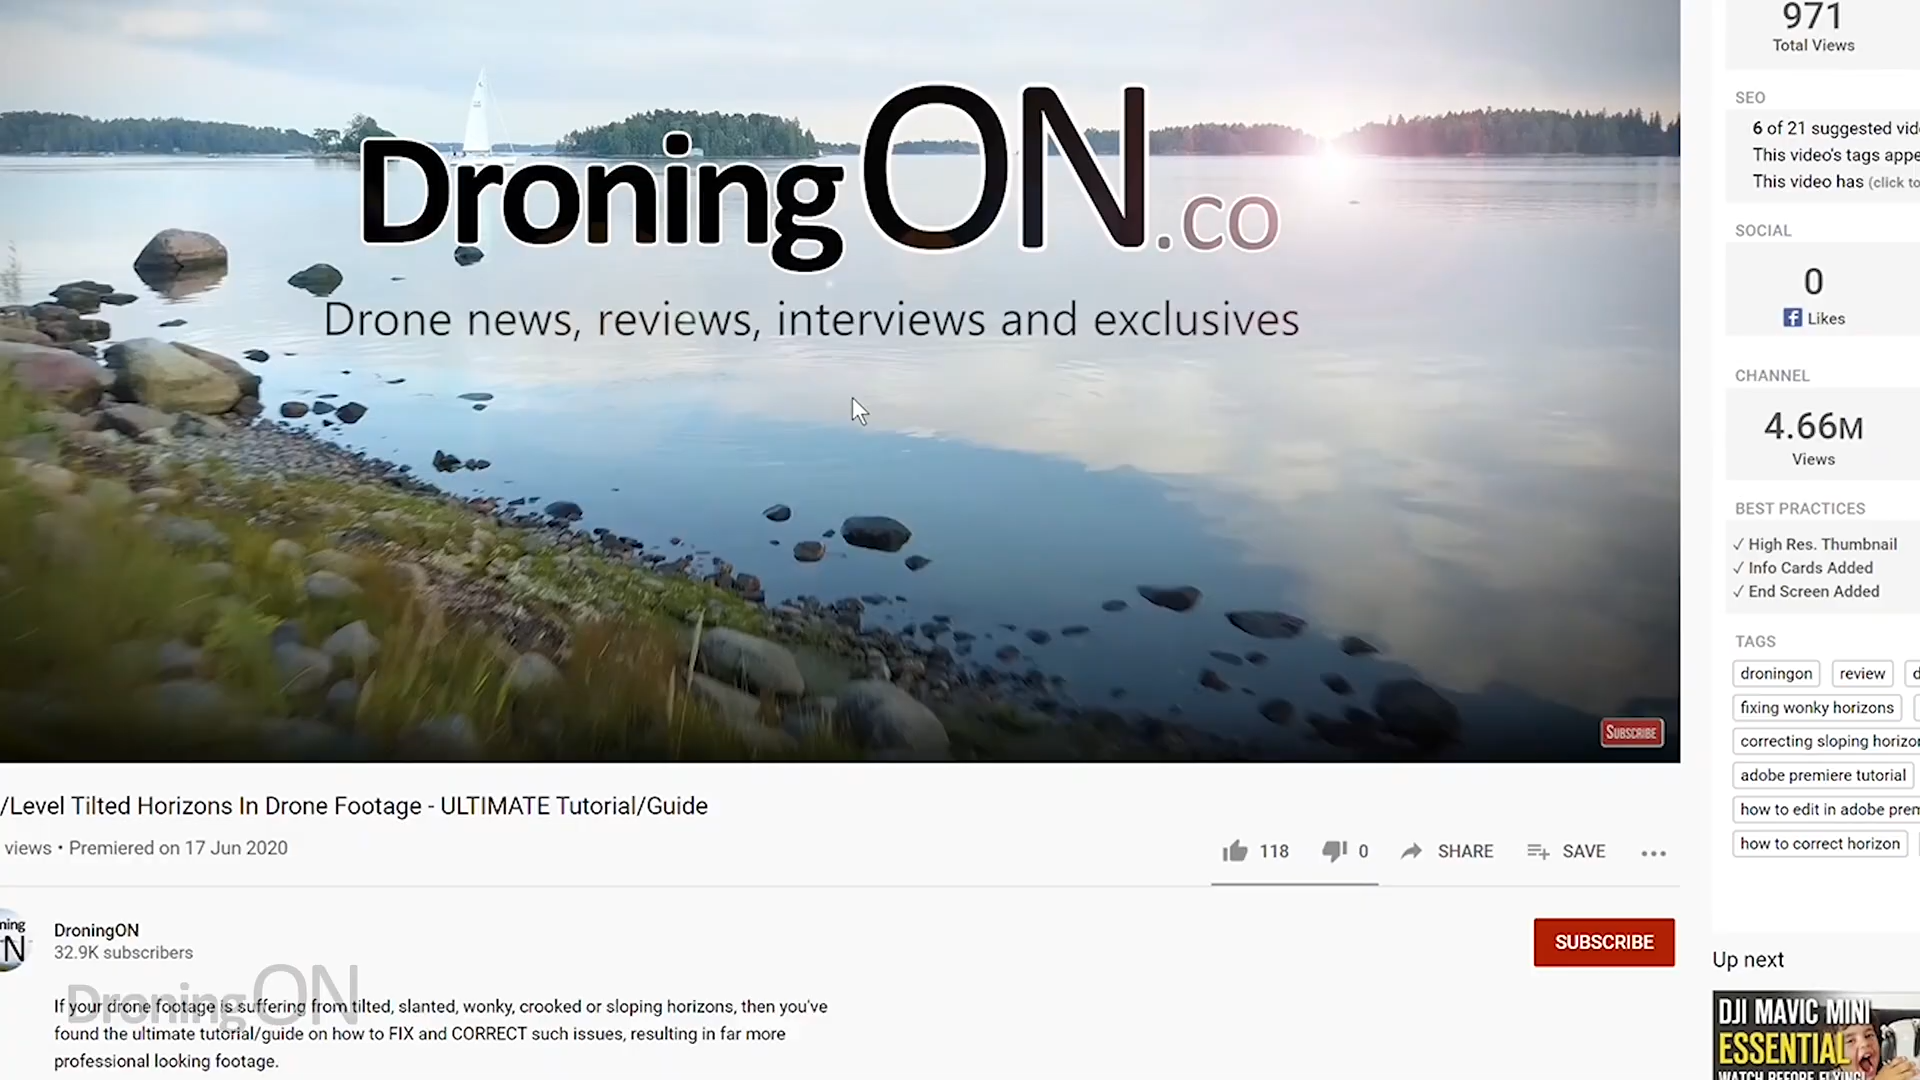 DroningON.co
Drone news, reviews, interviews and exclusives
SUBSCRIBE
/Level Tilted Horizons In Drone Footage - ULTIMATE Tutorial/Guide
views • Premiered on 17 Jun 2020
118
0
SHARE
SAVE
DroningON
32.9K subscribers
SUBSCRIBE
If your drone footage is suffering from tilted, slanted, wonky, crooked or sloping horizons, then you've
found the ultimate tutorial/guide on how to FIX and CORRECT such issues, resulting in far more
professional looking footage.
DroningON
971
Total Views
SEO
6 of 21 suggested
This video's tags
This video has (click to
SOCIAL
0
Likes
CHANNEL
4.66M
Views
BEST PRACTICES
✓ High Res. Thumbnail
✓ Info Cards Added
✓ End Screen Added
TAGS
droningon
review
fixing wonky horizons
correcting sloping
adobe premiere tutorial
how to edit in adobe
how to correct horizon
Up next
DJI MAVIC MINI
ESSENTIAL
WATCH BEFORE FLYING!